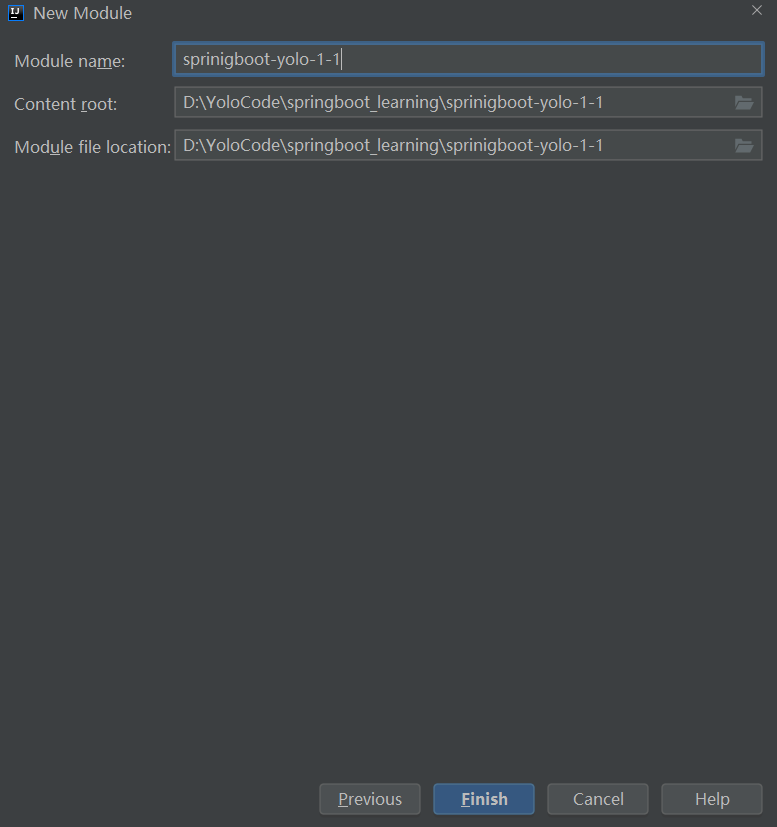 New Module
Module name: sprinigboot-yolo-1-1
Content root: D:\YoloCode\springboot_learning\sprinigboot-yolo-1-1
Module file location: D:\YoloCode\springboot_learning\sprinigboot-yolo-1-1
Previous Finish Cancel Help